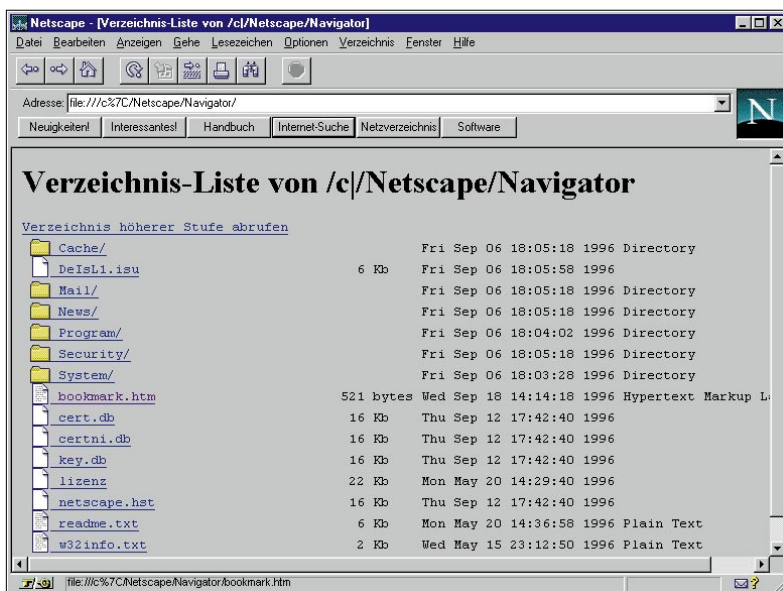 Netscape - [Verzeichnis-Liste von /c|/Netscape/Navigator]
Datei Bearbeiten Anzeigen Gehe Lesezeichen Optionen Verzeichnis Fenster Hilfe
Adresse: file:///c%7C/Netscape/Navigator/
N
Neuigkeiten! Interessantes! Handbuch Internet-Suche Netzverzeichnis Software
Verzeichnis-Liste von /c|/Netscape/Navigator
Verzeichnis höherer Stufe abrufen
Cache/ Fri Sep 06 18:05:18 1996 Directory
DeIsL1.isu 6 Kb Fri Sep 06 18:05:58 1996
Mail/ Fri Sep 06 18:05:18 1996 Directory
News/ Fri Sep 06 18:05:18 1996 Directory
Program/ Fri Sep 06 18:04:02 1996 Directory
Security/ Fri Sep 06 18:05:18 1996 Directory
System/ Fri Sep 06 18:03:28 1996 Directory
bookmark.htm 521 bytes Wed Sep 18 14:14:18 1996 Hypertext Markup La
cert.db 16 Kb Thu Sep 12 17:42:40 1996
certni.db 16 Kb Thu Sep 12 17:42:40 1996
key.db 16 Kb Thu Sep 12 17:42:40 1996
lizenz 22 Kb Mon May 20 14:29:40 1996
netscape.hst 16 Kb Thu Sep 12 17:42:40 1996
readme.txt 6 Kb Mon May 20 14:36:58 1996 Plain Text
w32info.txt 2 Kb Wed May 15 23:12:50 1996 Plain Text
file:///c%7C/Netscape/Navigator/bookmark.htm